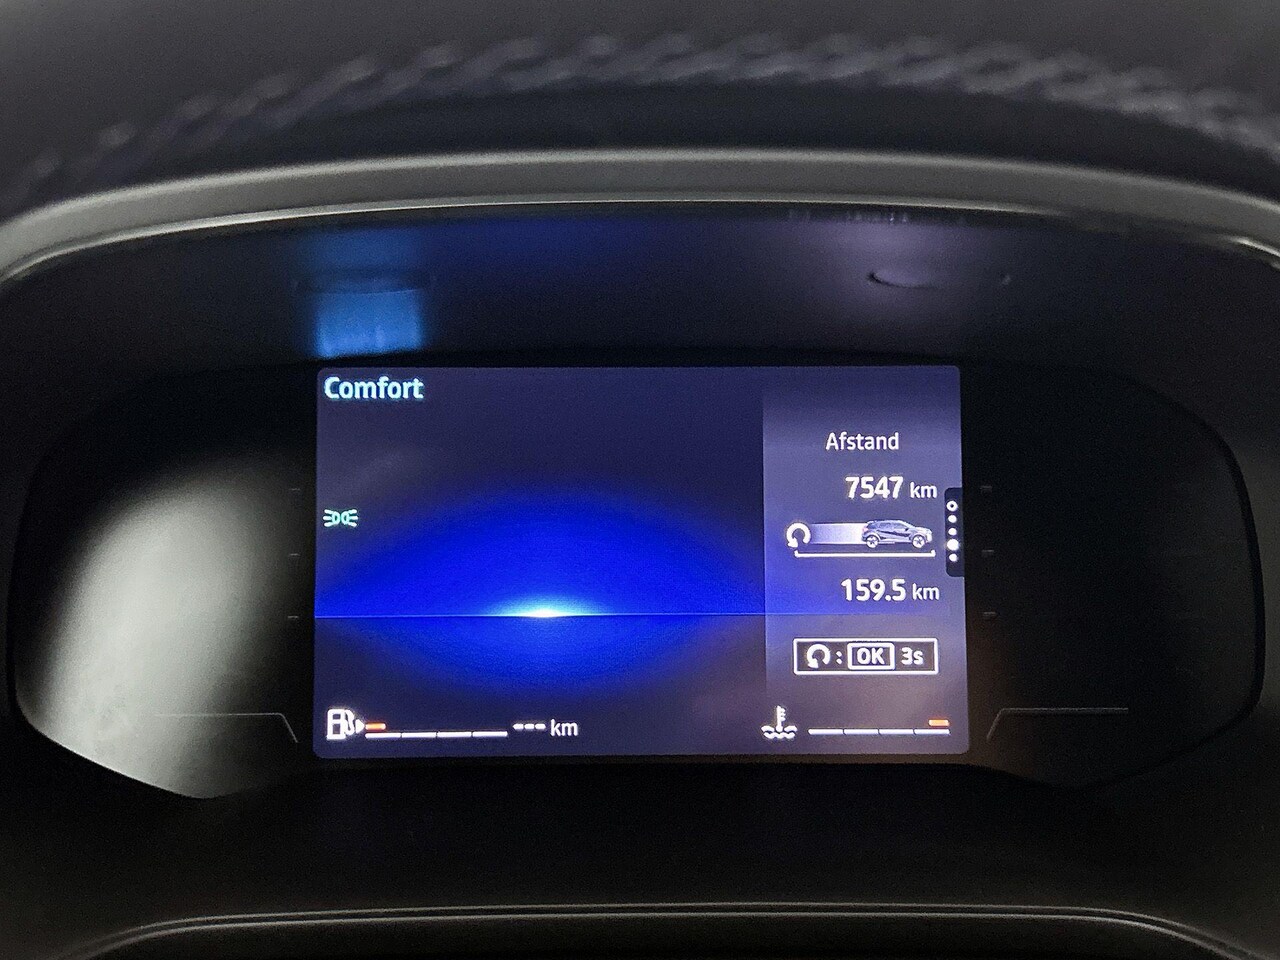 Comfort
Afstand
7547 km
159.5 km
: OK 3s
--- km